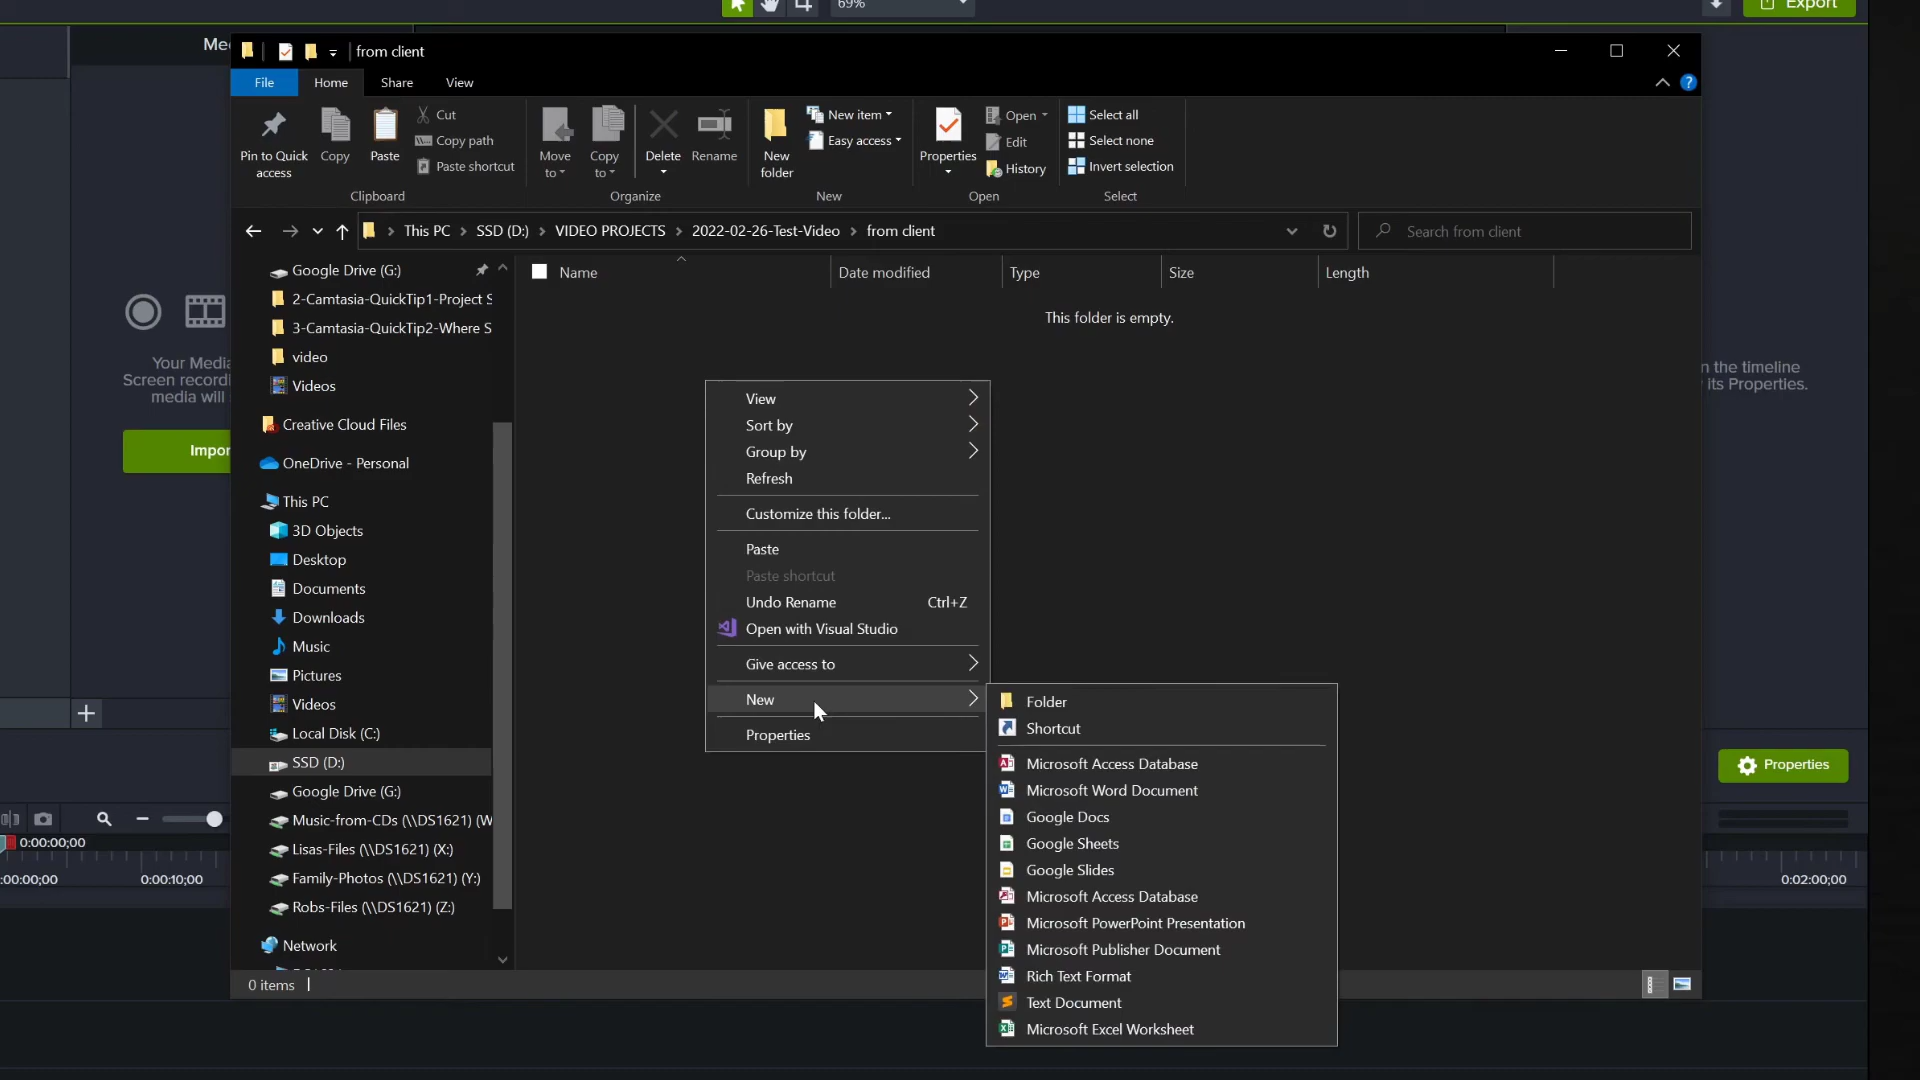 69%
Export
Me
from client
File
Home
Share
View
?
Pin to Quick
access
Copy
Paste
Cut
Copy path
Paste shortcut
Clipboard
Move
to
Copy
to
Delete
Rename
Organize
New
folder
New item
Easy access
New
Properties
Open
Edit
History
Open
Select all
Select none
Invert selection
Select
This PC > SSD (D:) > VIDEO PROJECTS > 2022-02-26-Test-Video > from client
Search from client
Name
Date modified
Type
Size
Length
This folder is empty.
Google Drive (G:)
2-Camtasia-QuickTip1-Project S
3-Camtasia-QuickTip2-Where S
video
Videos
Creative Cloud Files
OneDrive - Personal
This PC
3D Objects
Desktop
Documents
Downloads
Music
Pictures
Videos
Local Disk (C:)
SSD (D:)
Google Drive (G:)
Music-from-CDs (\\DS1621) (W
Lisas-Files (\\DS1621) (X:)
Family-Photos (\\DS1621) (Y:)
Robs-Files (\\DS1621) (Z:)
Network
0 items
View
Sort by
Group by
Refresh
Customize this folder...
Paste
Paste shortcut
Undo Rename Ctrl+Z
Open with Visual Studio
Give access to
New
Properties
Folder
Shortcut
Microsoft Access Database
Microsoft Word Document
Google Docs
Google Sheets
Google Slides
Microsoft Access Database
Microsoft PowerPoint Presentation
Microsoft Publisher Document
Rich Text Format
Text Document
Microsoft Excel Worksheet
Your Media
Screen recordi
media will
Impor
n the timeline
its Properties.
Properties
0:00:00;00
:00:00;00
0:00:10;00
0:02:00;00